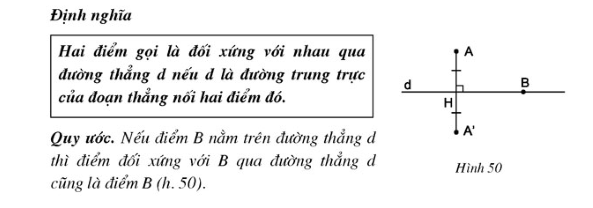 Định nghĩa
Hai điểm gọi là đối xứng với nhau qua
đường thẳng d nếu d là đường trung trực
của đoạn thẳng nối hai điểm đó.
Quy ước. Nếu điểm B nằm trên đường thẳng d
thì điểm đối xứng với B qua đường thẳng d
cũng là điểm B (h. 50).
A
d
B
H
A'
Hình 50